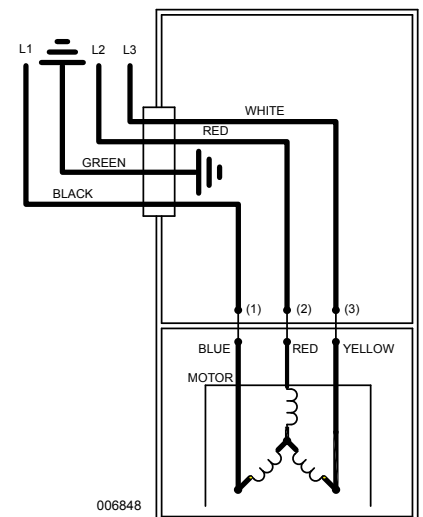 L1 L2 L3
WHITE
RED
GREEN
BLACK
(1) (2) (3)
BLUE RED YELLOW
MOTOR
006848